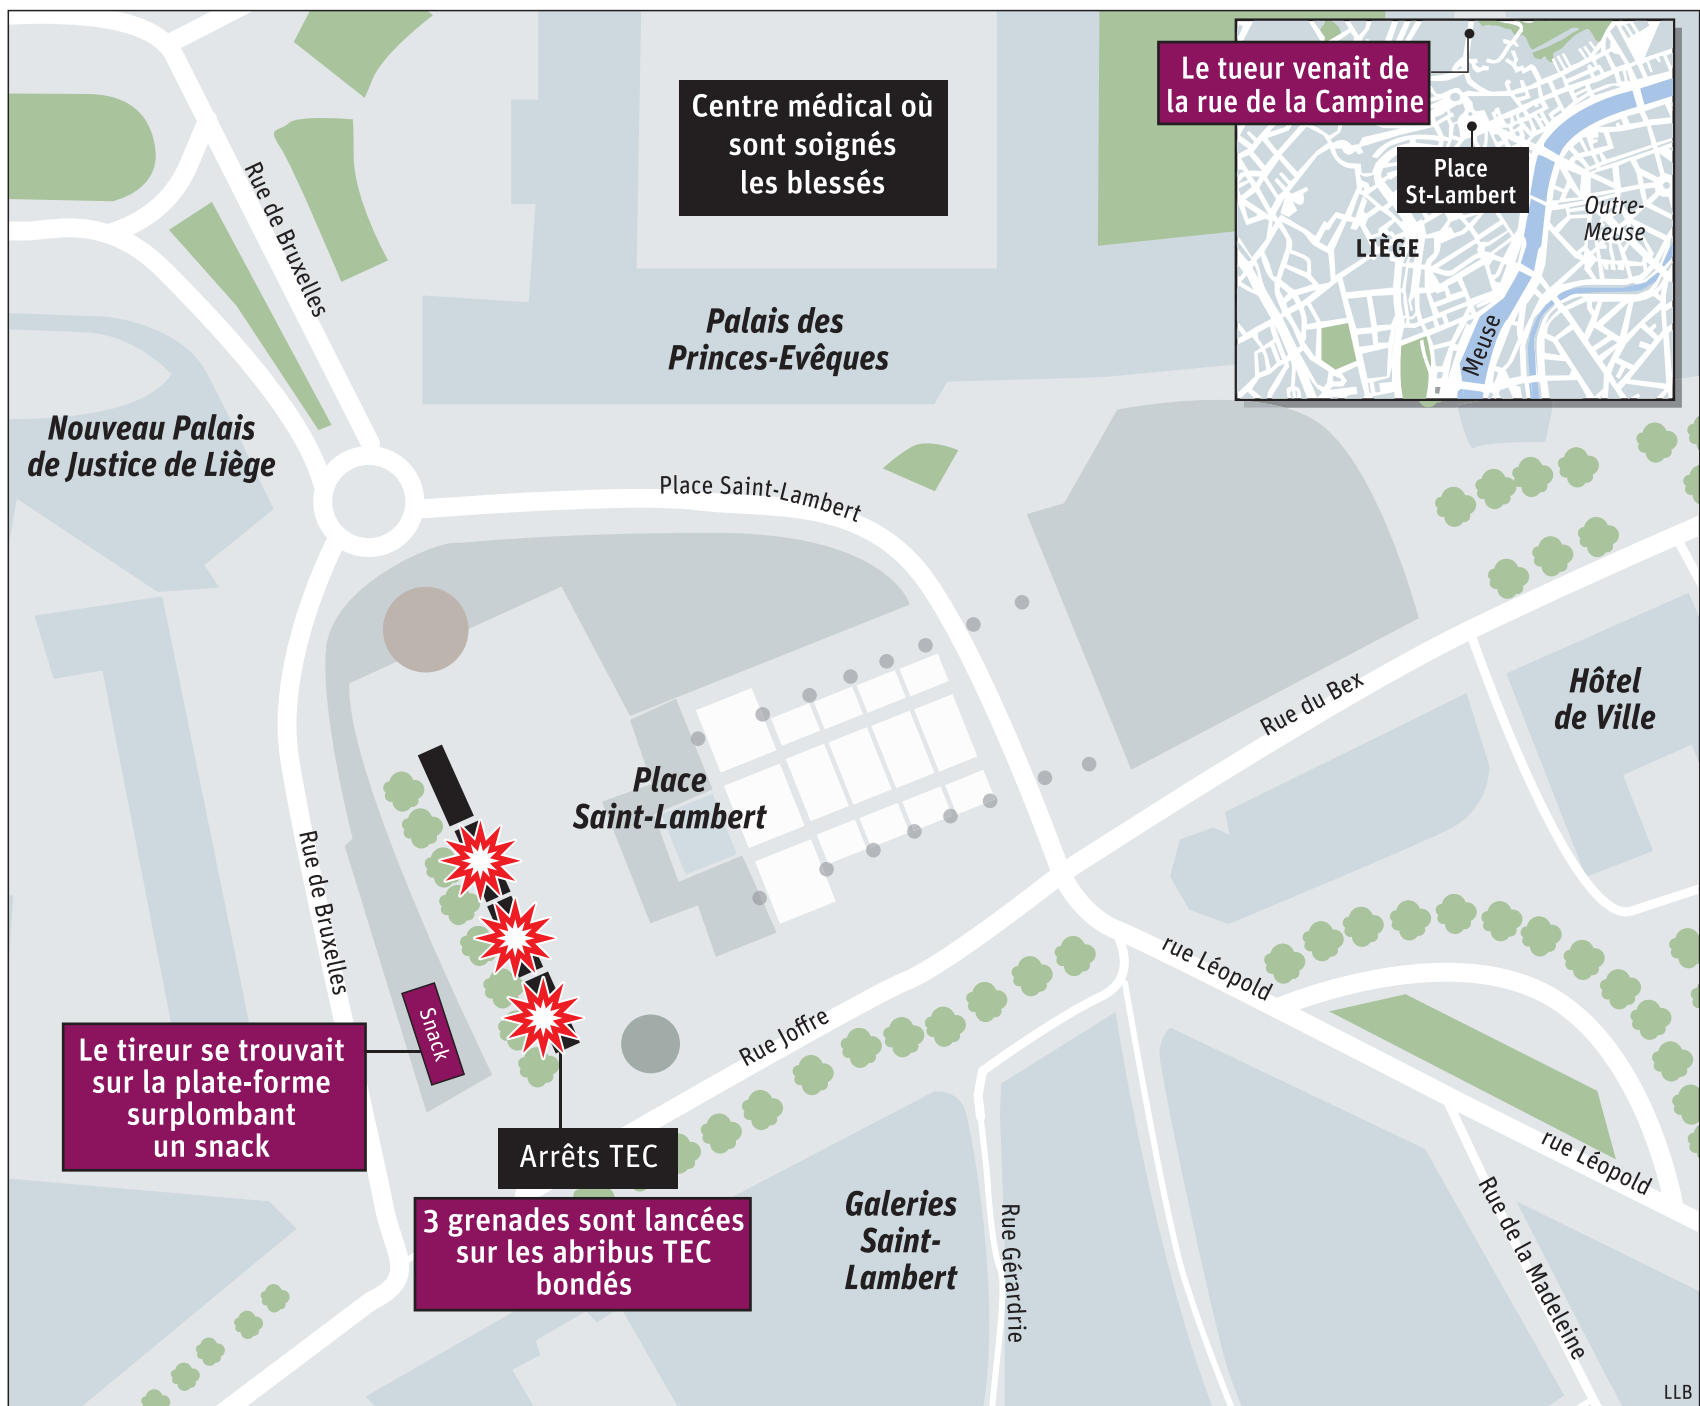 Le tueur venait de
la rue de la Campine
Place
St-Lambert
Outre-
Meuse
LIÈGE
Meuse
Centre médical où
sont soignés
les blessés
Rue de Bruxelles
Palais des
Princes-Evêques
Nouveau Palais
de Justice de Liège
Place Saint-Lambert
Hôtel
de Ville
Rue du Bex
Place
Saint-Lambert
Rue de Bruxelles
rue Léopold
Snack
Rue Joffre
Le tireur se trouvait
sur la plate-forme
surplombant
un snack
Arrêts TEC
3 grenades sont lancées
sur les abribus TEC
bondés
Galeries
Saint-
Lambert
Rue Gérardrie
rue Léopold
Rue de la Madeleine
LLB